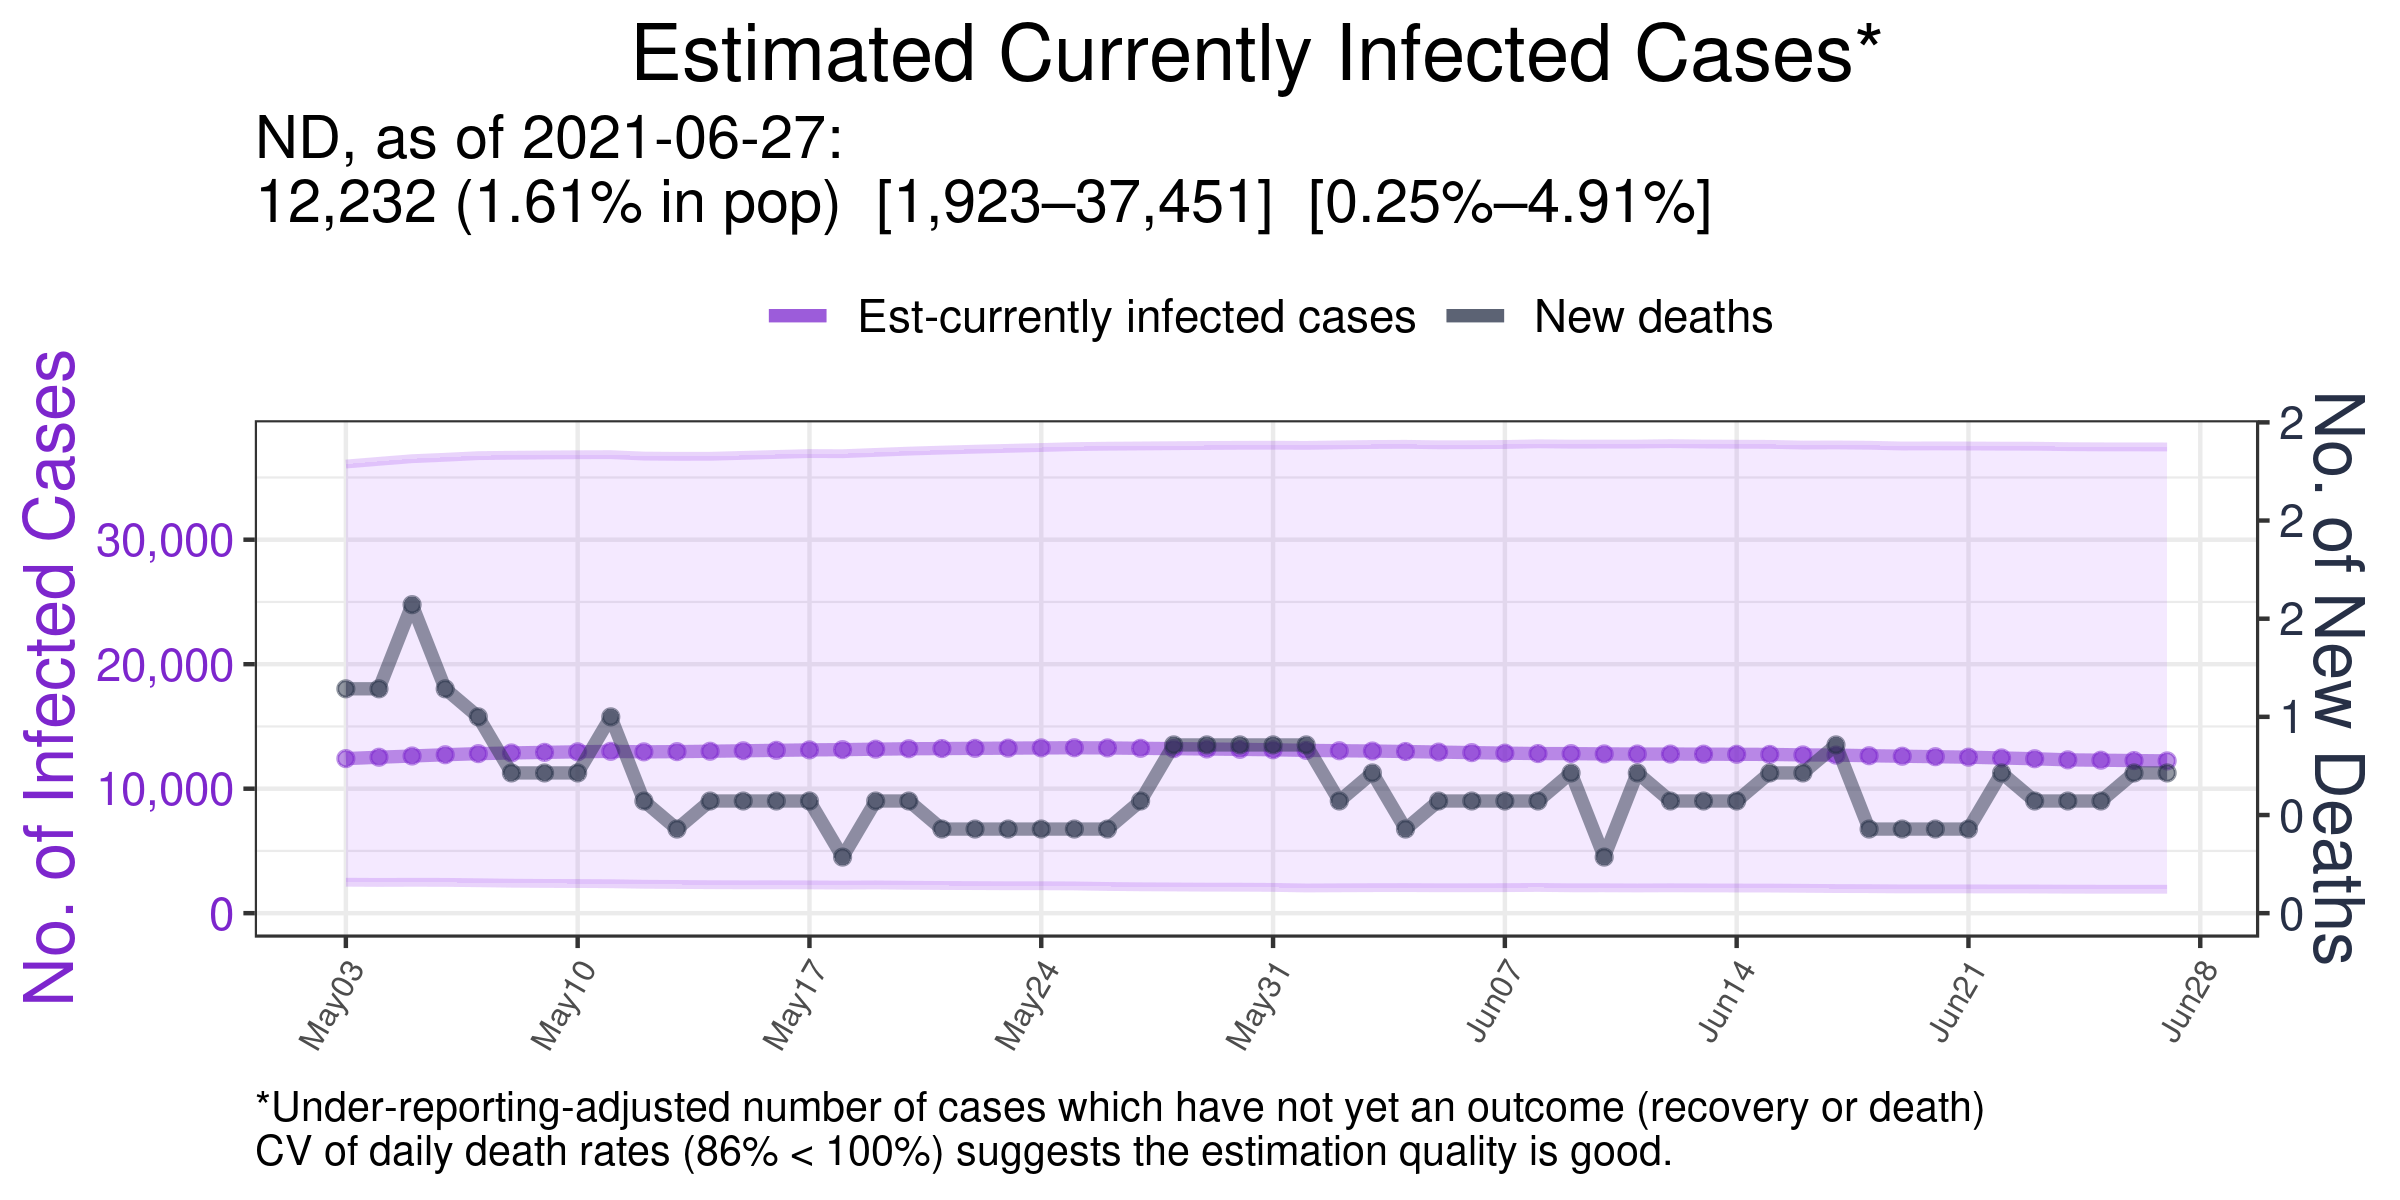 Estimated Currently Infected Cases*
ND, as of 2021-06-27:
12,232 (1.61% in pop)  [1,923–37,451]  [0.25%–4.91%]
Est-currently infected cases
New deaths
No. of Infected Cases
30,000
20,000
10,000
0
No. of New Deaths
2
2
2
1
0
0
May03
May10
May17
May24
May31
Jun07
Jun14
Jun21
Jun28
*Under-reporting-adjusted number of cases which have not yet an outcome (recovery or death)
CV of daily death rates (86% < 100%) suggests the estimation quality is good.